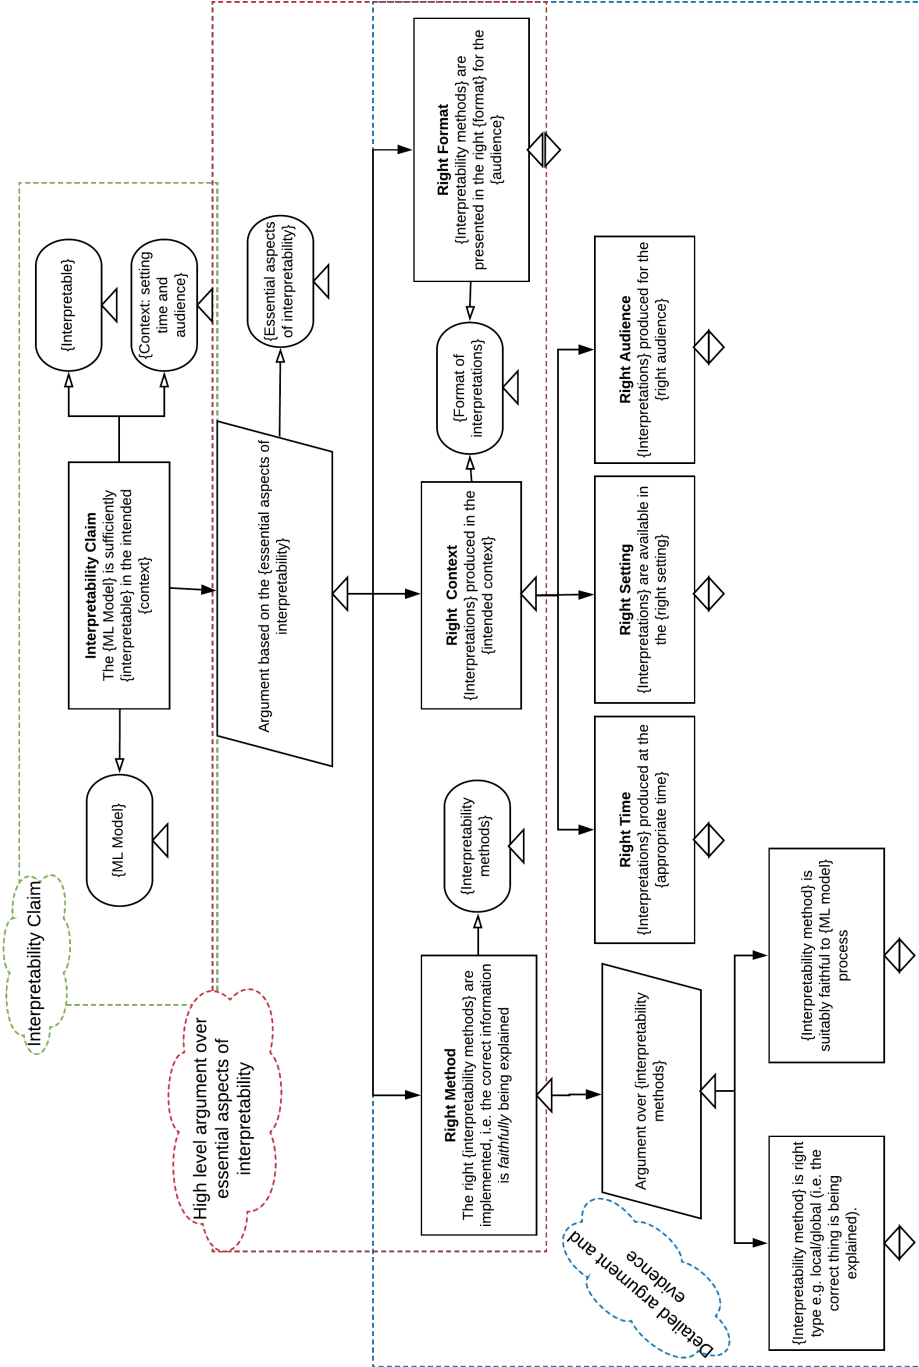 Interpretability Claim
{ML Model}
Interpretability Claim
The {ML Model} is sufficiently
{interpretable} in the intended
{context}
{Interpretable}
{Context: setting
time and
audience}
High level argument over
essential aspects of
interpretability
Argument based on the {essential aspects of
interpretability}
{Essential aspects
of interpretability}
Right Method
The right {interpretability methods} are
implemented, i.e. the correct information
is faithfully being explained
{Interpretability
methods}
Right Context
{Interpretations} produced in the
{intended context}
{Format of
interpretations}
Right Format
{Interpretability methods} are
presented in the right {format} for the
{audience}
Detailed argument and
evidence
Argument over {interpretability
methods}
Right Time
{Interpretations} produced at the
{appropriate time}
Right Setting
{Interpretations} are available in
the {right setting}
Right Audience
{Interpretations} produced for the
{right audience}
{Interpretability method} is right
type e.g. local/global (i.e. the
correct thing is being
explained).
{Interpretability method} is
suitably faithful to {ML model}
process